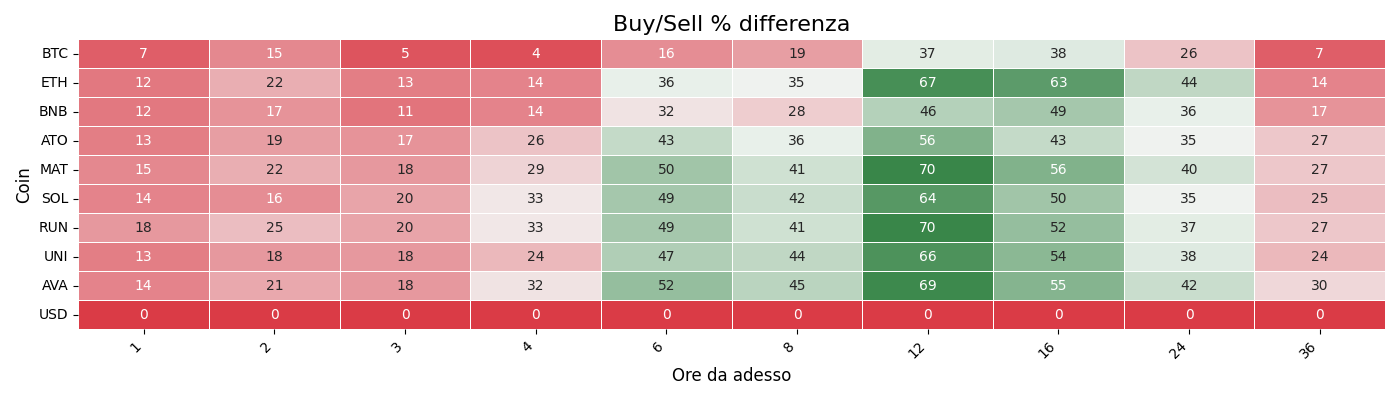 Buy/Sell % differenza
Coin
BTC 7 15 5 4 16 19 37 38 26 7
ETH 12 22 13 14 36 35 67 63 44 14
BNB 12 17 11 14 32 28 46 49 36 17
ATO 13 19 17 26 43 36 56 43 35 27
MAT 15 22 18 29 50 41 70 56 40 27
SOL 14 16 20 33 49 42 64 50 35 25
RUN 18 25 20 33 49 41 70 52 37 27
UNI 13 18 18 24 47 44 66 54 38 24
AVA 14 21 18 32 52 45 69 55 42 30
USD 0 0 0 0 0 0 0 0 0 0
1 2 3 4 6 8 12 16 24 36
Ore da adesso